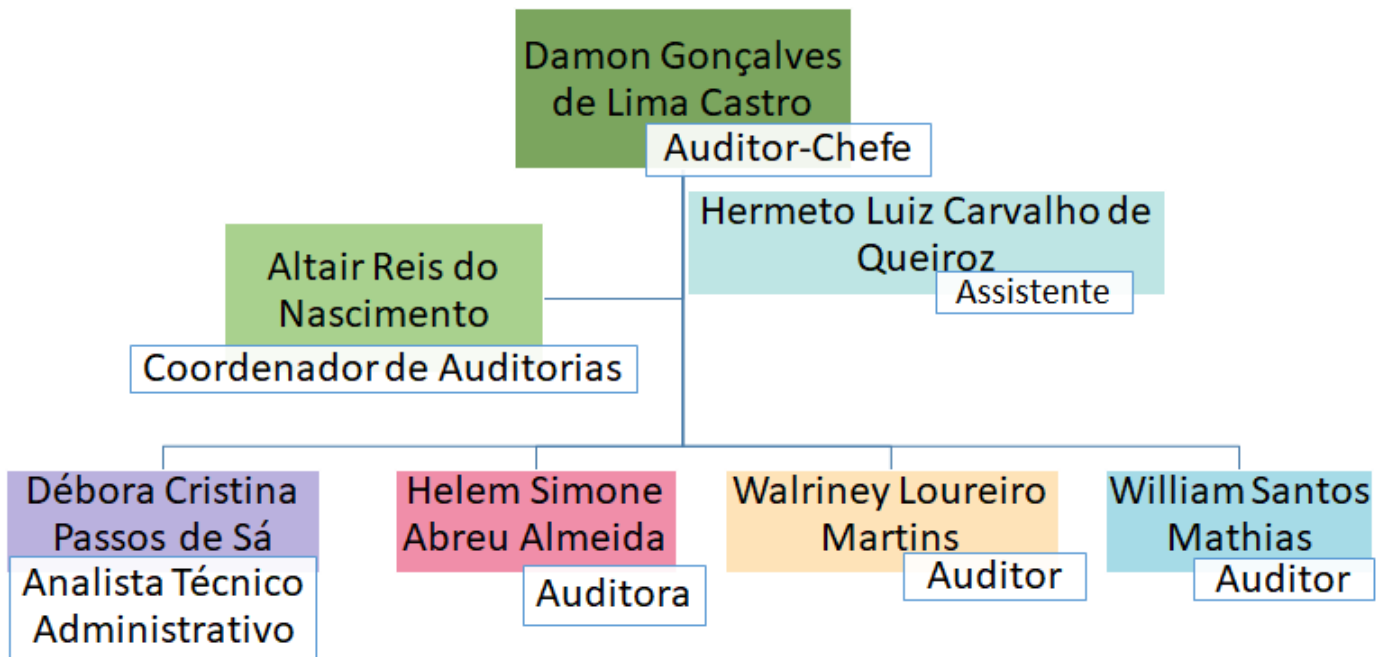 Damon Gonçalves
de Lima Castro
Auditor-Chefe
Hermeto Luiz Carvalho de
Queiroz
Assistente
Altair Reis do
Nascimento
Coordenador de Auditorias
Débora Cristina
Passos de Sá
Analista Técnico
Administrativo
Helem Simone
Abreu Almeida
Auditora
Walriney Loureiro
Martins
Auditor
William Santos
Mathias
Auditor